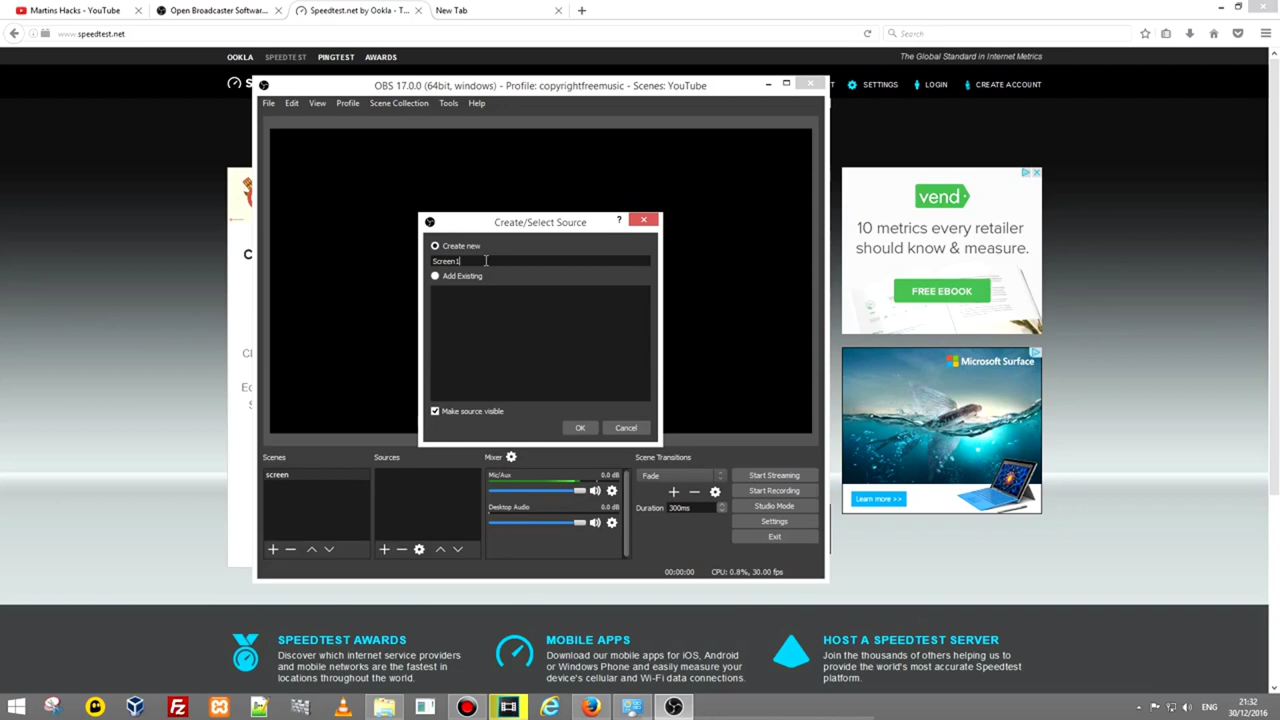 Martins Hacks - YouTube
Open Broadcaster Softwar...
Speedtest.net by Ookla - T...
New Tab
www.speedtest.net
Search
OOKLA
SPEEDTEST
PINGTEST
AWARDS
The Global Standard in Internet Metrics
SETTINGS
LOGIN
CREATE ACCOUNT
OBS 17.0.0 (64bit, windows) - Profile: copyrightfreemusic - Scenes: YouTube
File
Edit
View
Profile
Scene Collection
Tools
Help
Create/Select Source
?
Create new
Screen1
Add Existing
Make source visible
OK
Cancel
vend
10 metrics every retailer
should know & measure.
FREE EBOOK
Microsoft Surface
Learn more >>
Scenes
screen
Sources
Mixer
Mic/Aux
0.0 dB
Desktop Audio
0.0 dB
Scene Transitions
Fade
Duration
300ms
Start Streaming
Start Recording
Studio Mode
Settings
Exit
00:00:00
CPU: 0.8%, 30.00 fps
SPEEDTEST AWARDS
Discover which internet service providers
and mobile networks are the fastest in
locations throughout the world.
MOBILE APPS
Download our mobile apps for iOS, Android
or Windows Phone and easily measure your
device's cellular and Wi-Fi data connections.
HOST A SPEEDTEST SERVER
Join the thousands of others helping us to
provide the world's most accurate Speedtest
platform.
ENG
21:32
30/12/2016